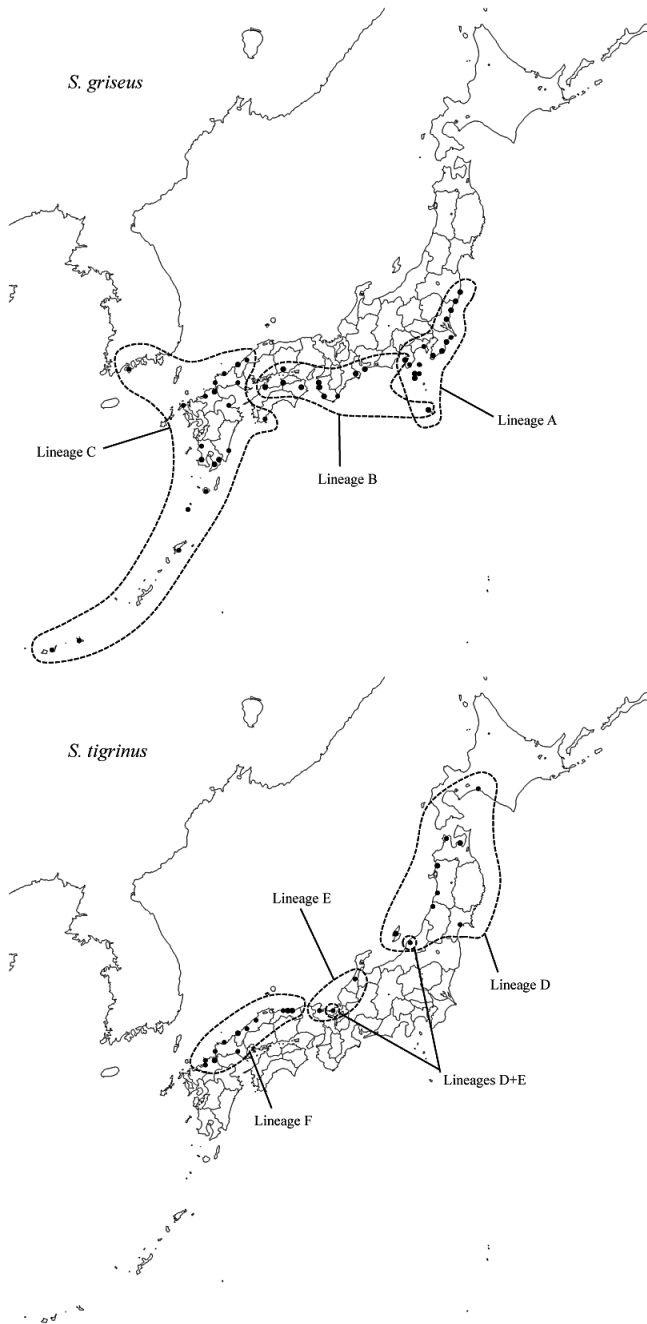 S. griseus
Lineage A
Lineage C
Lineage B
S. tigrinus
Lineage E
Lineage D
Lineages D+E
Lineage F